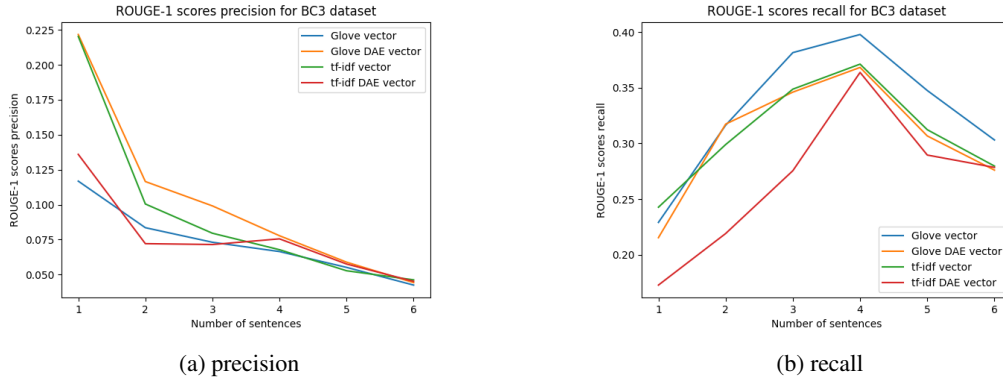 ROUGE-1 scores precision for BC3 dataset
Glove vector
Glove DAE vector
tf-idf vector
tf-idf DAE vector
0.225
0.200
0.175
0.150
0.125
0.100
0.075
0.050
ROUGE-1 scores precision
1 2 3 4 5 6
Number of sentences
(a) precision
ROUGE-1 scores recall for BC3 dataset
0.40
0.35
0.30
0.25
0.20
ROUGE-1 scores recall
Glove vector
Glove DAE vector
tf-idf vector
tf-idf DAE vector
1 2 3 4 5 6
Number of sentences
(b) recall